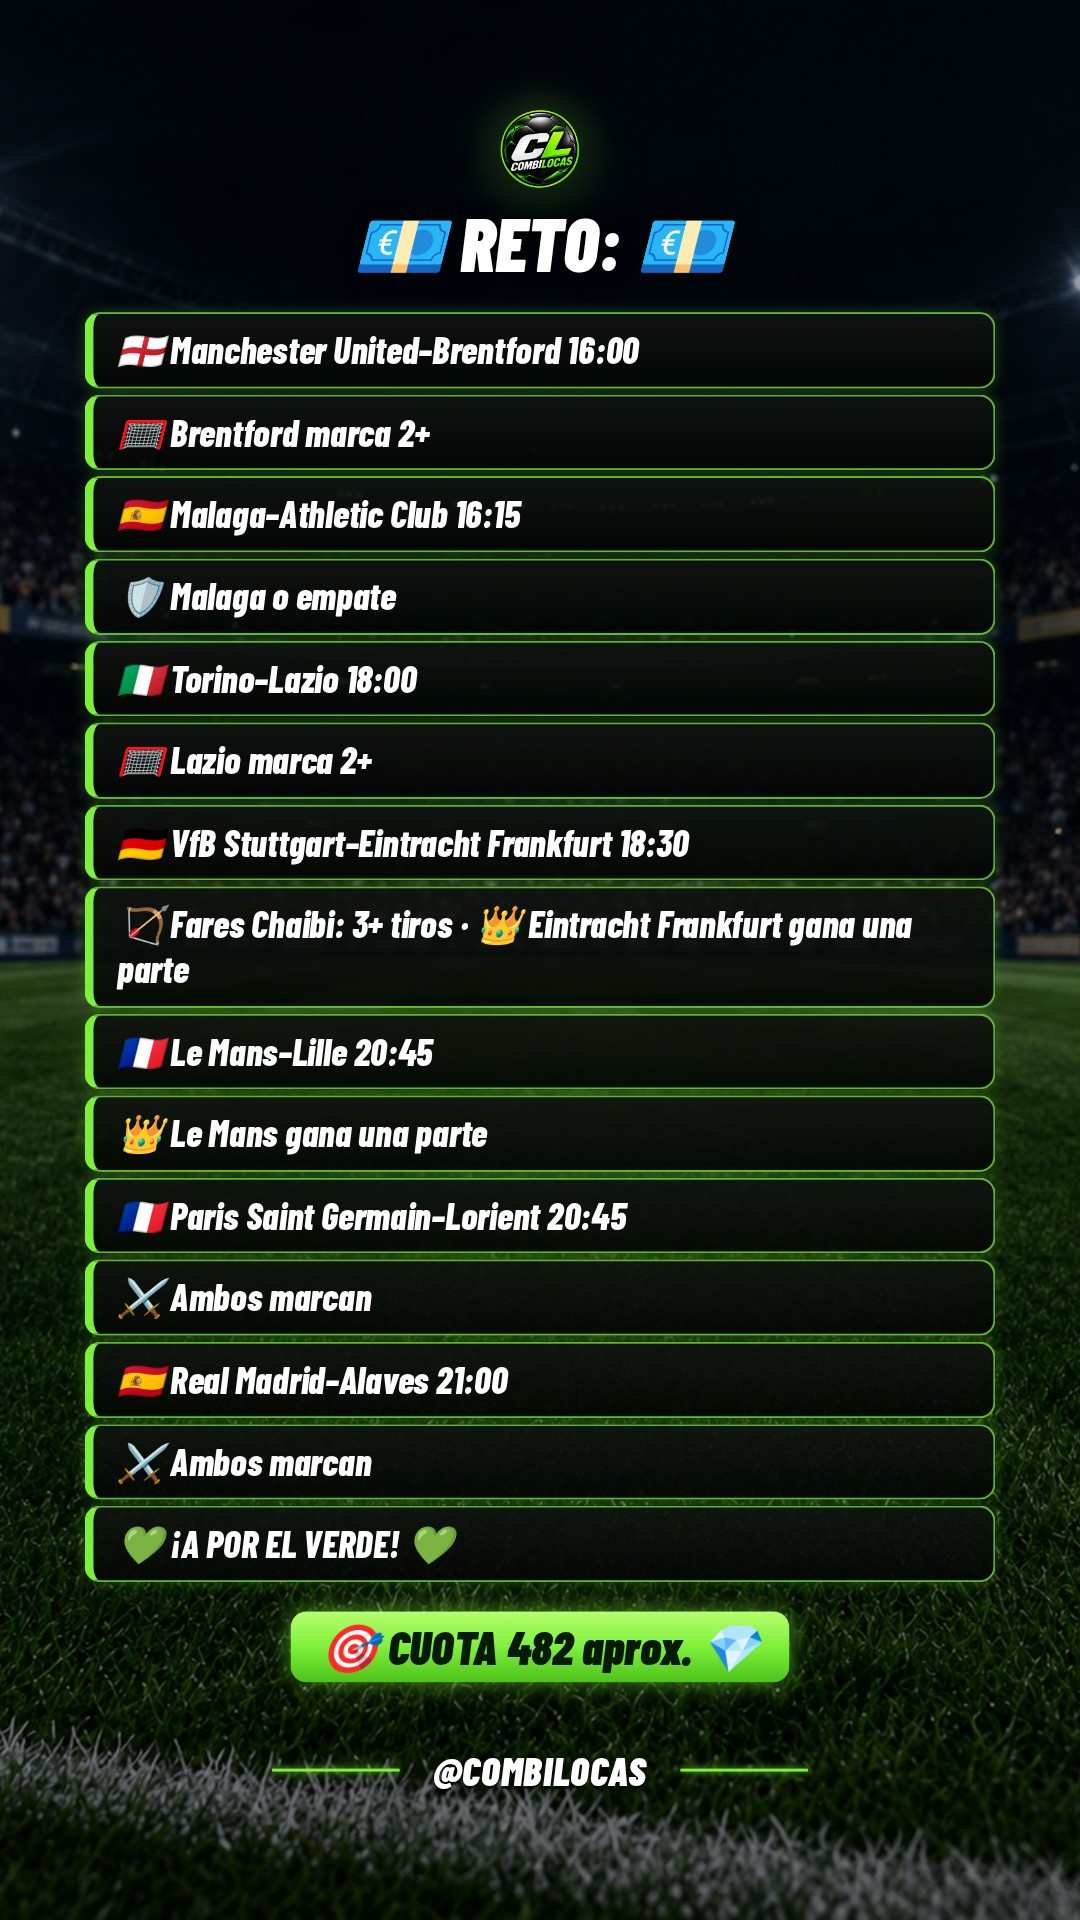 CL
COMBILOCAS
💶 RETO: 💶
🏴󠁧󠁢󠁥󠁮󠁧󠁿 Manchester United-Brentford 16:00
🥅 Brentford marca 2+
🇪🇸 Malaga-Athletic Club 16:15
🛡️ Malaga o empate
🇮🇹 Torino-Lazio 18:00
🥅 Lazio marca 2+
🇩🇪 VfB Stuttgart-Eintracht Frankfurt 18:30
🏹 Fares Chaibi: 3+ tiros · 👑 Eintracht Frankfurt gana una
parte
🇫🇷 Le Mans-Lille 20:45
👑 Le Mans gana una parte
🇫🇷 Paris Saint Germain-Lorient 20:45
⚔️ Ambos marcan
🇪🇸 Real Madrid-Alaves 21:00
⚔️ Ambos marcan
💚 ¡A POR EL VERDE! 💚
🎯 CUOTA 482 aprox. 💎
@COMBILOCAS